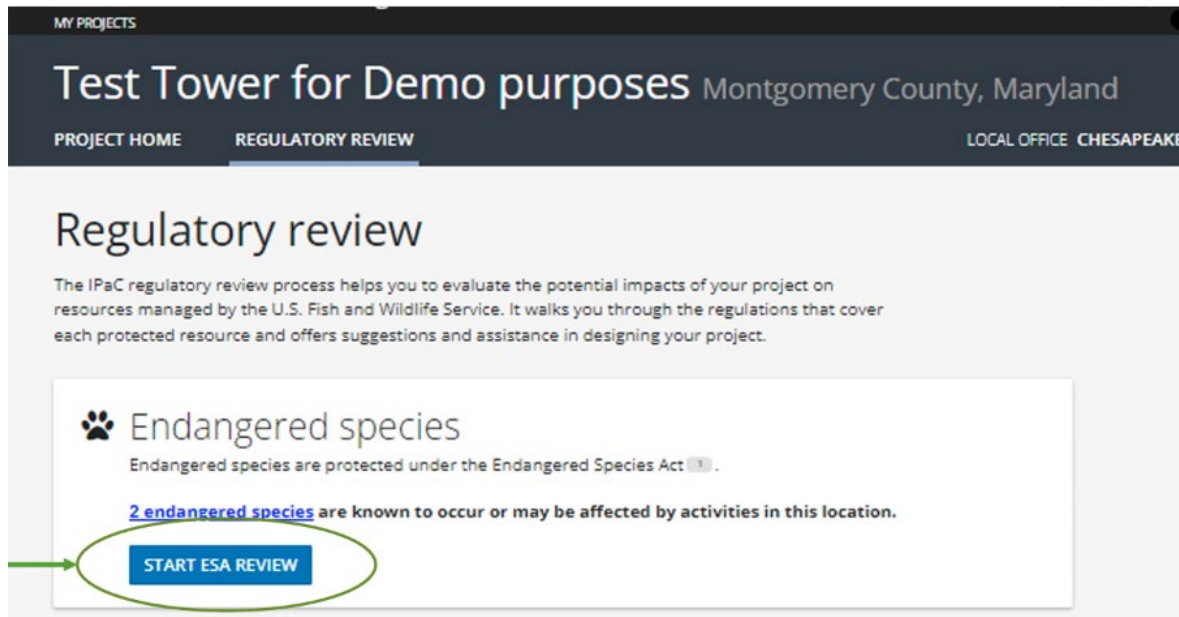 MY PROJECTS
Test Tower for Demo purposes Montgomery County, Maryland
PROJECT HOME REGULATORY REVIEW LOCAL OFFICE CHESAPEAKE
Regulatory review
The IPaC regulatory review process helps you to evaluate the potential impacts of your project on
resources managed by the U.S. Fish and Wildlife Service. It walks you through the regulations that cover
each protected resource and offers suggestions and assistance in designing your project.
Endangered species
Endangered species are protected under the Endangered Species Act 1 .
2 endangered species are known to occur or may be affected by activities in this location.
START ESA REVIEW